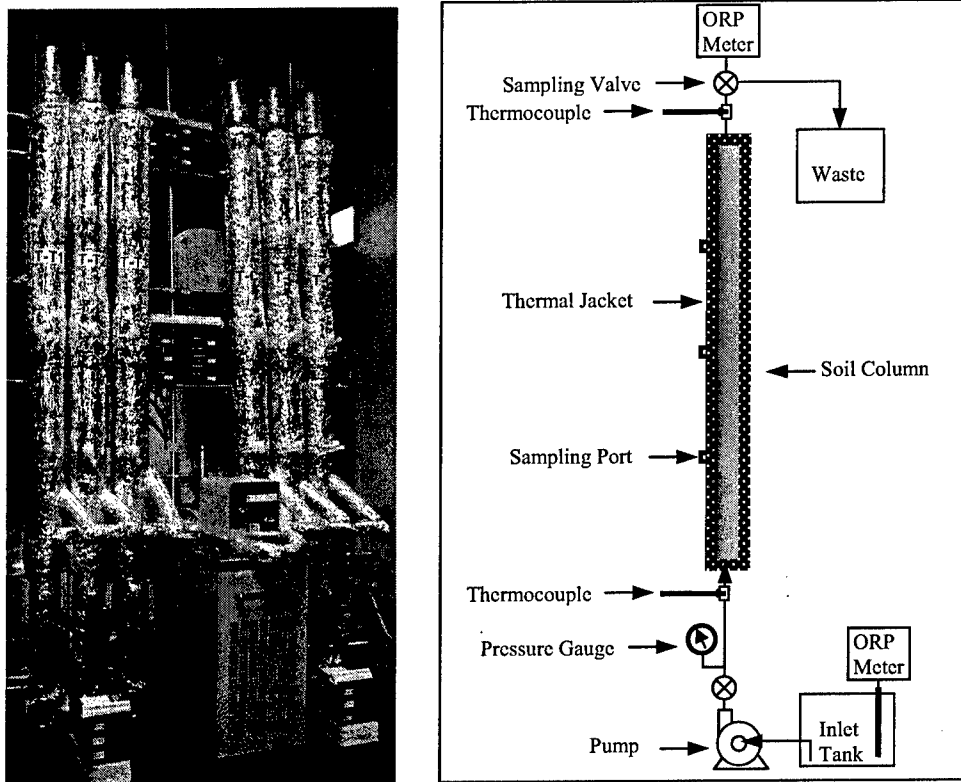 ORP
Meter
Sampling Valve
Thermocouple
Waste
Thermal Jacket
Soil Column
Sampling Port
Thermocouple
Pressure Gauge
ORP
Meter
Inlet
Tank
Pump